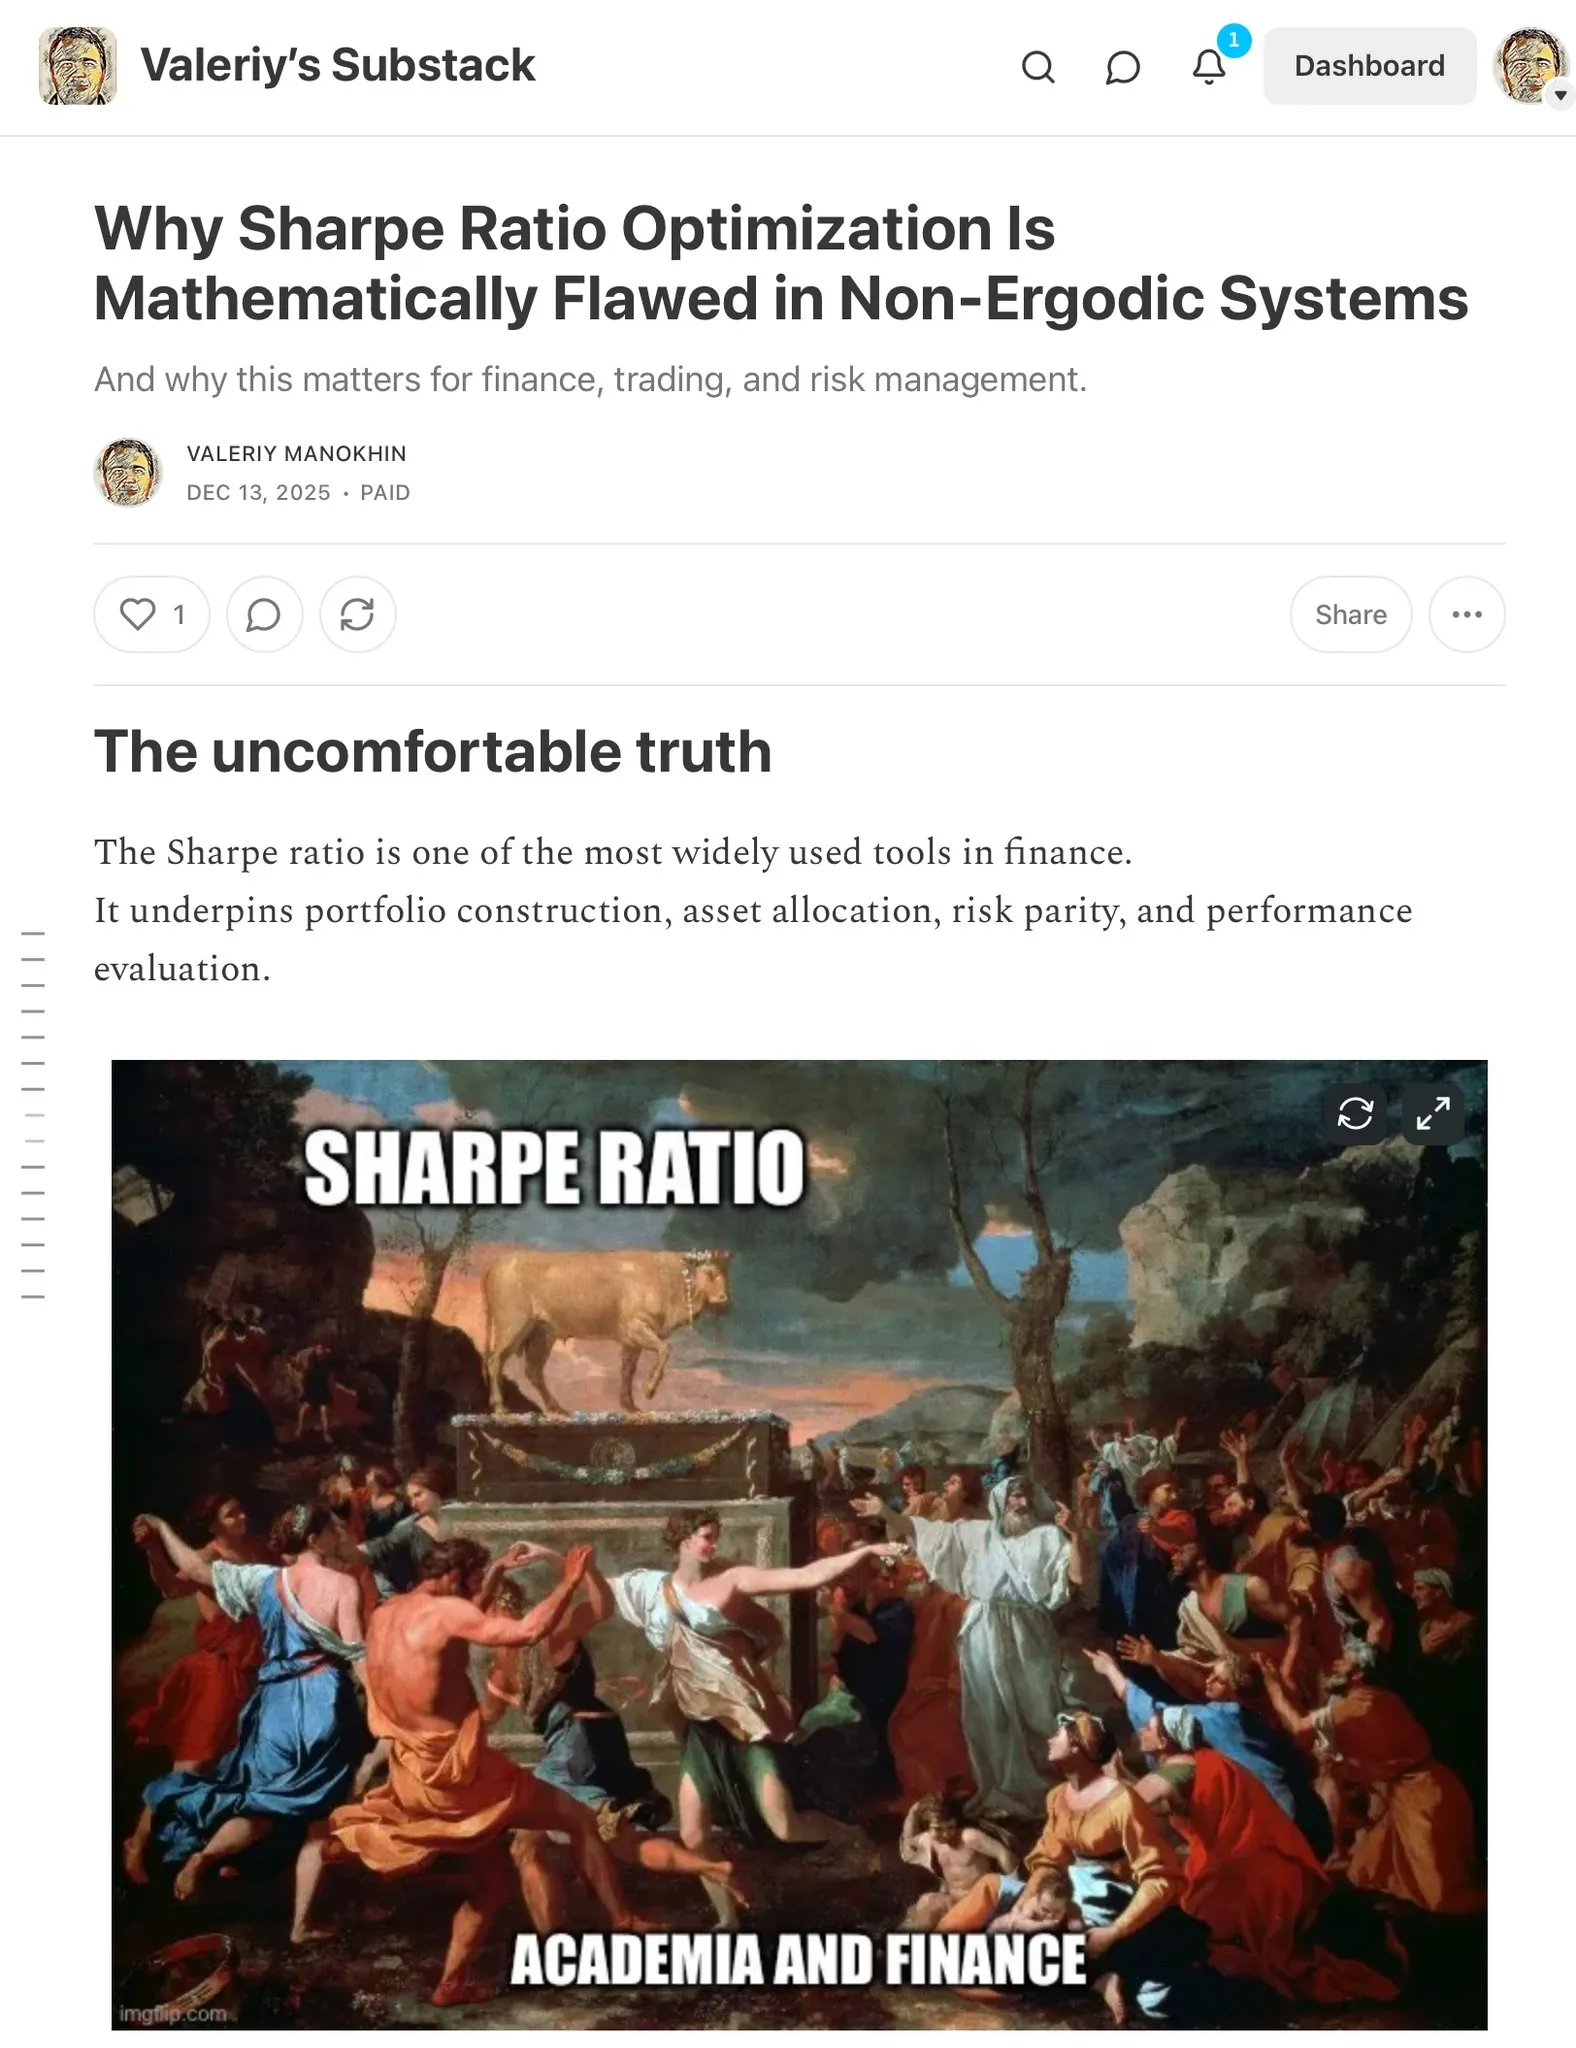 Valeriy's Substack
1
Dashboard
Why Sharpe Ratio Optimization Is
Mathematically Flawed in Non-Ergodic Systems
And why this matters for finance, trading, and risk management.
VALERIY MANOKHIN
DEC 13, 2025 • PAID
1
Share
The uncomfortable truth
The Sharpe ratio is one of the most widely used tools in finance.
It underpins portfolio construction, asset allocation, risk parity, and performance
evaluation.
SHARPE RATIO
ACADEMIA AND FINANCE
imgflip.com